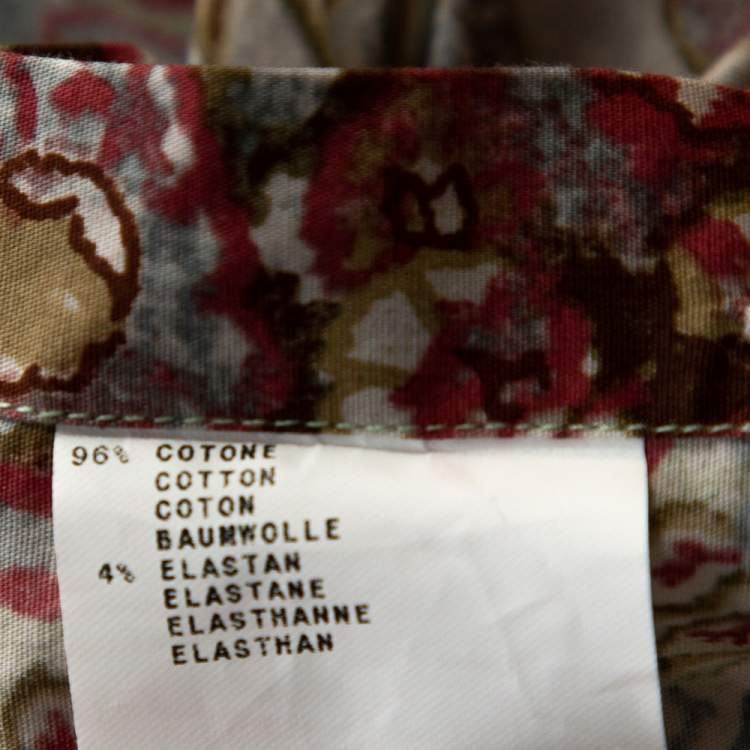 96% COTONE
COTTON
COTON
BAUMWOLLE
4% ELASTAN
ELASTANE
ELASTHANNE
ELASTHAN